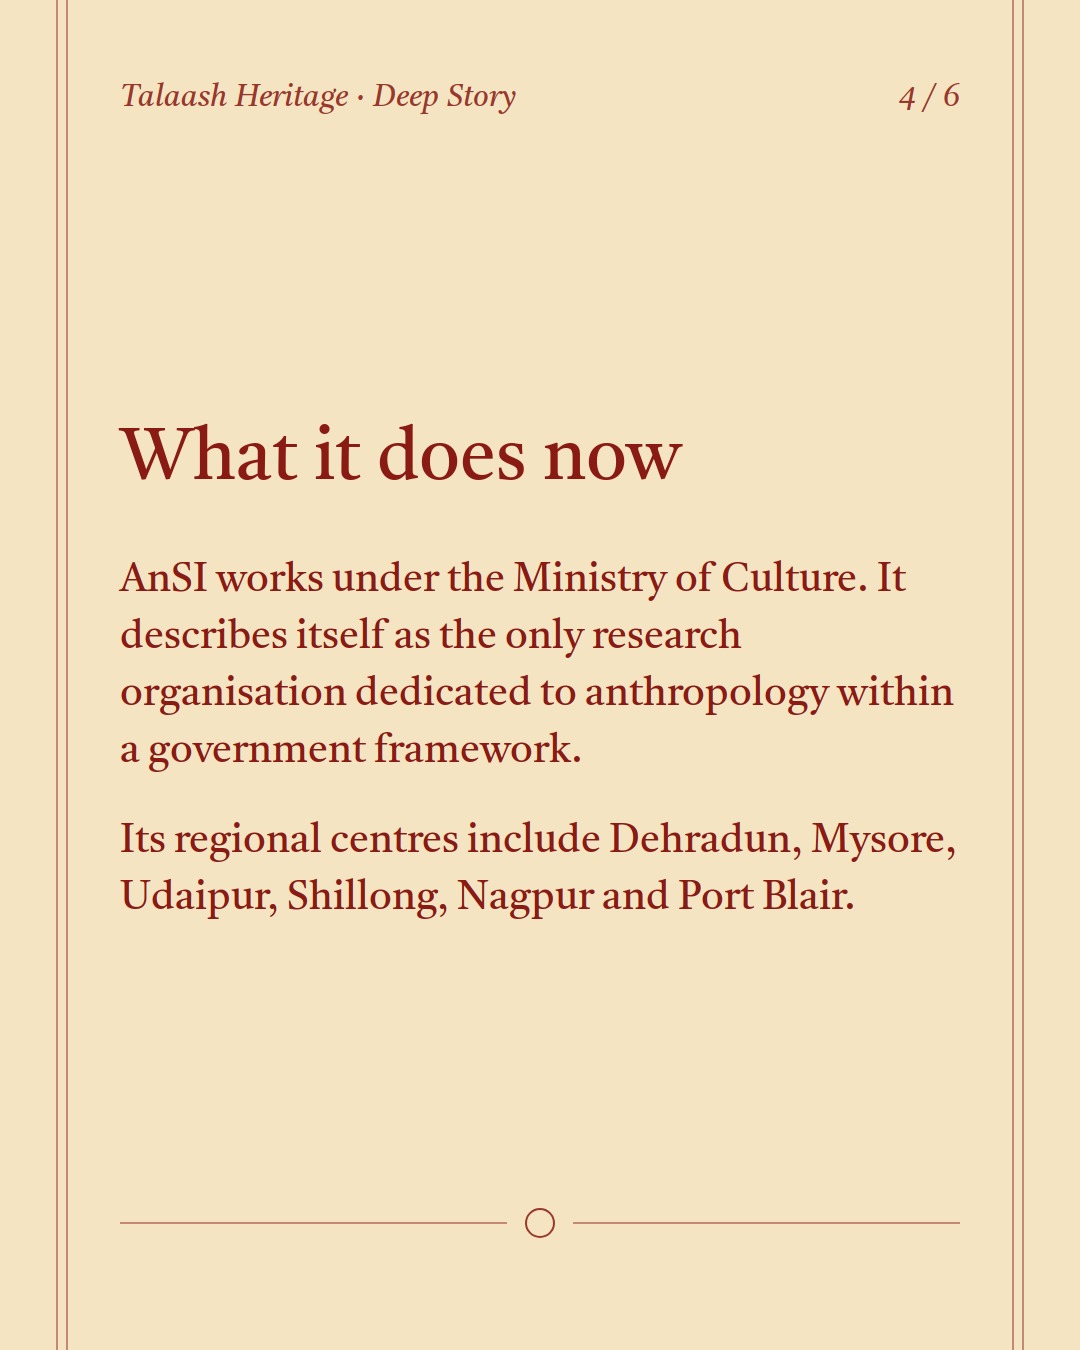 Talaash Heritage · Deep Story
4 / 6
What it does now
AnSI works under the Ministry of Culture. It
describes itself as the only research
organisation dedicated to anthropology within
a government framework.
Its regional centres include Dehradun, Mysore,
Udaipur, Shillong, Nagpur and Port Blair.